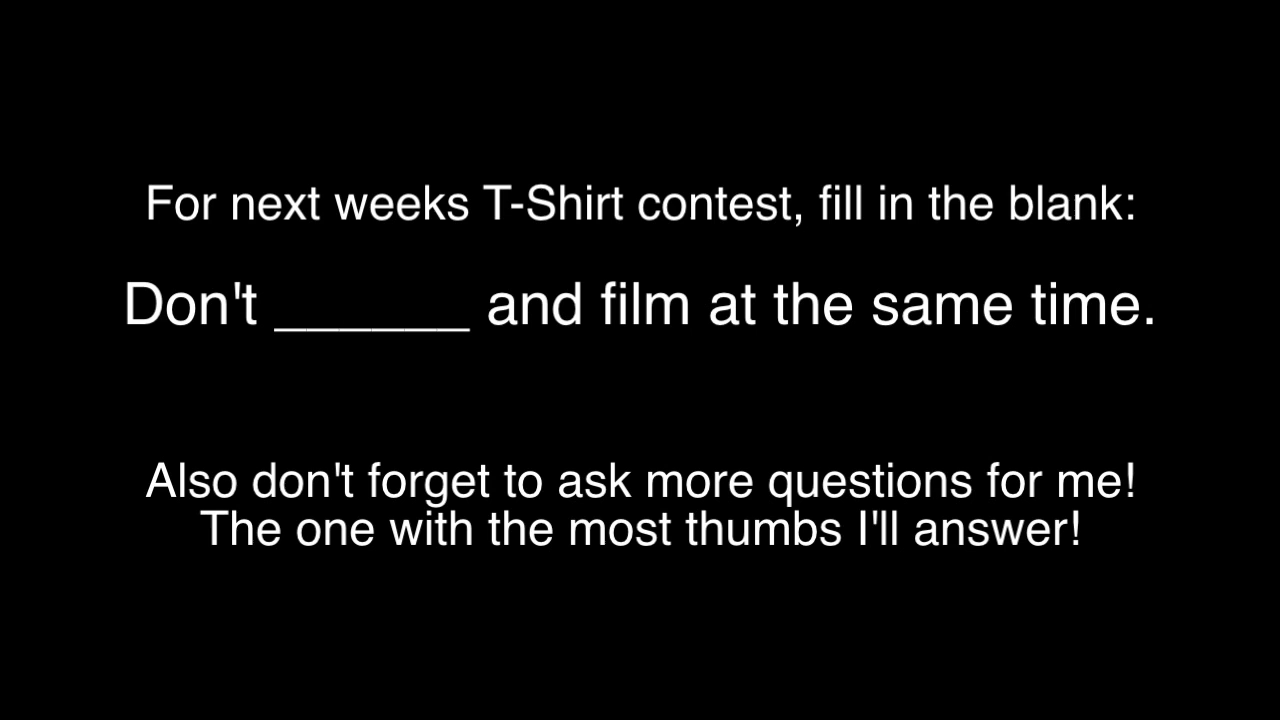 For next weeks T-Shirt contest, fill in the blank:
Don't ______ and film at the same time.
Also don't forget to ask more questions for me!
The one with the most thumbs I'll answer!